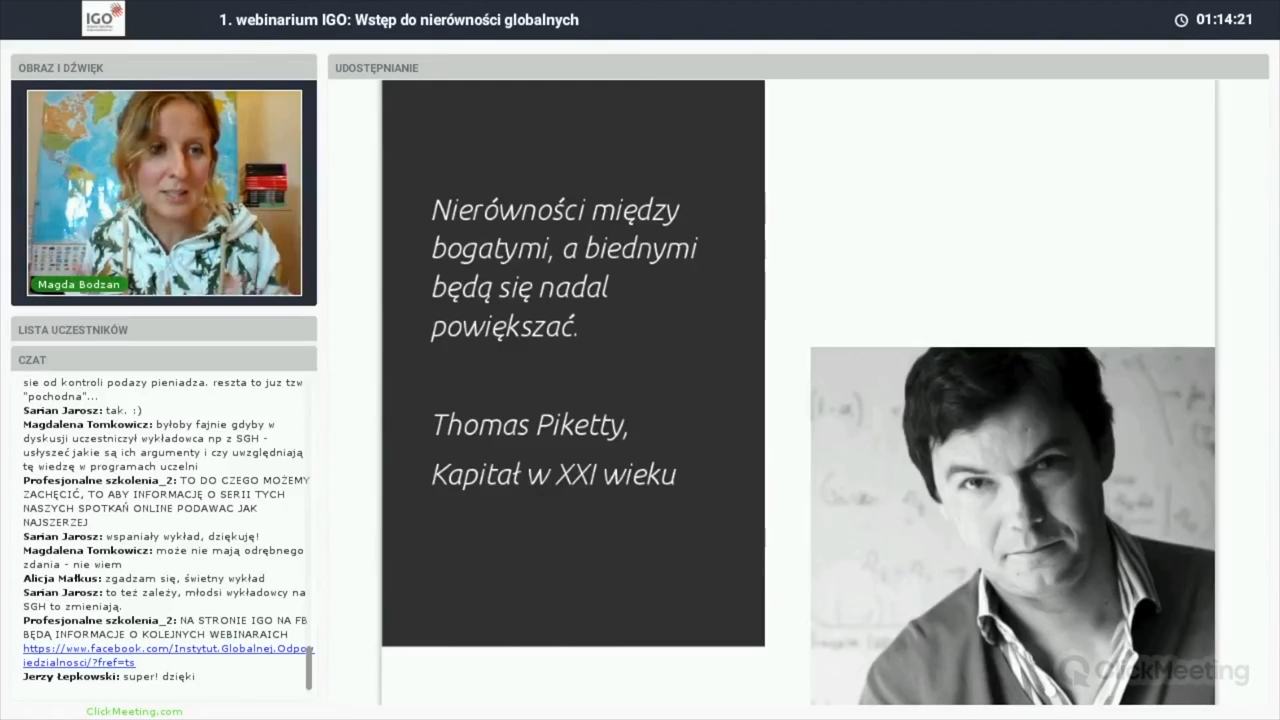 IGO
1. webinarium IGO: Wstęp do nierówności globalnych
01:14:21
OBRAZ I DŹWIĘK
Magda Bodzan
LISTA UCZESTNIKÓW
CZAT
sie od kontroli podazy pieniadza. reszta to juz tzw
"pochodna"...
Sarian Jarosz: tak. :)
Magdalena Tomkowicz: byłoby fajnie gdyby w
dyskusji uczestniczył wykładowca np z SGH -
usłyszeć jakie są ich argumenty i czy uwzględniają
tę wiedzę w programach uczelni
Profesjonalne szkolenia_2: TO DO CZEGO MOŻEMY
ZACHĘCIĆ, TO ABY INFORMACJĘ O SERII TYCH
NASZYCH SPOTKAŃ ONLINE PODAWAC JAK
NAJSZERZEJ
Sarian Jarosz: wspaniały wykład, dziękuję!
Magdalena Tomkowicz: może nie mają odrębnego
zdania - nie wiem
Alicja Małkus: zgadzam się, świetny wykład
Sarian Jarosz: to też zależy, młodsi wykładowcy na
SGH to zmieniają.
Profesjonalne szkolenia_2: NA STRONIE IGO NA FB
BĘDĄ INFORMACJE O KOLEJNYCH WEBINARAICH
https://www.facebook.com/Instytut.Globalnej.Odpow
iedzialnosci/?fref=ts
Jerzy Łepkowski: super! dzięki
ClickMeeting.com
UDOSTĘPNIANIE
Nierówności między
bogatymi, a biednymi
będą się nadal
powiększać.
Thomas Piketty,
Kapitał w XXI wieku
ClickMeeting